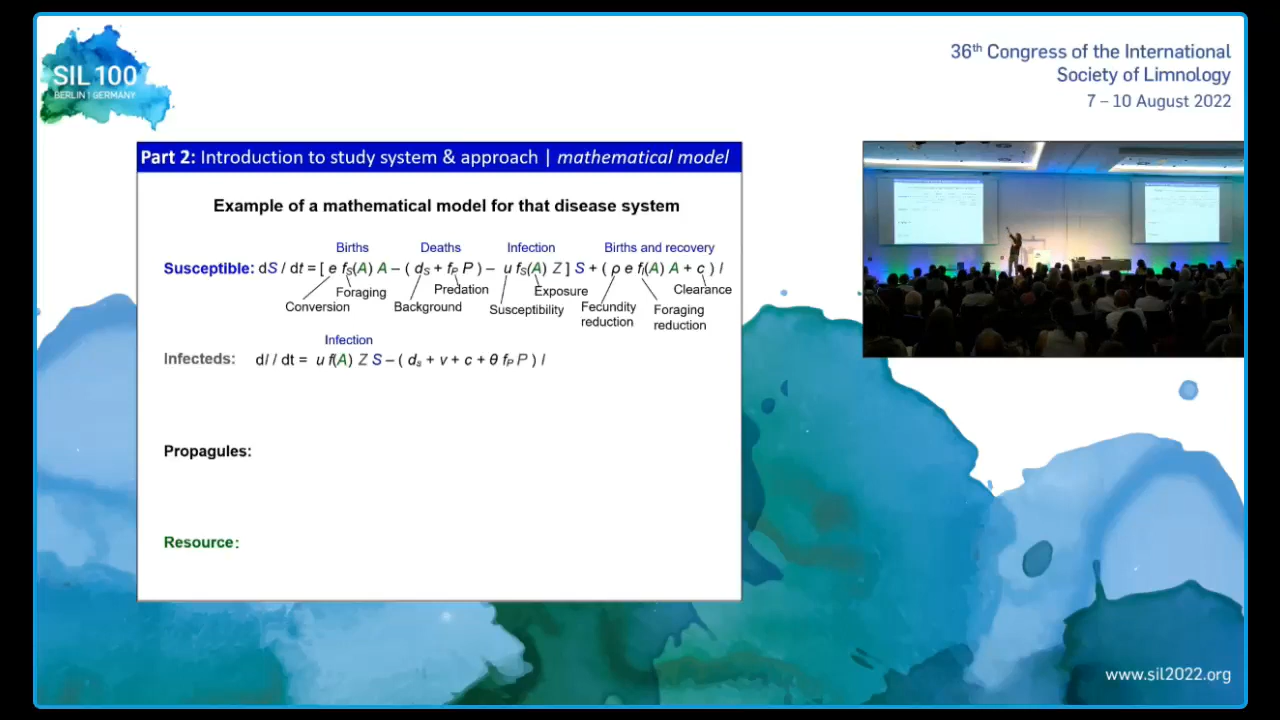 SIL 100
BERLIN | GERMANY
36th Congress of the International
Society of Limnology
7 – 10 August 2022
Part 2: Introduction to study system & approach | mathematical model
Example of a mathematical model for that disease system
Births Deaths Infection Births and recovery
Susceptible: dS / dt = [ e fS(A) A – ( dS + fP P ) – u fS(A) Z ] S + ( ρ e fI(A) A + c ) I
Conversion Foraging Background Predation Susceptibility Exposure Fecundity reduction Foraging reduction Clearance
Infection
Infecteds: dI / dt = u f(A) Z S – ( ds + v + c + θ fP P ) I
Propagules:
Resource:
www.sil2022.org